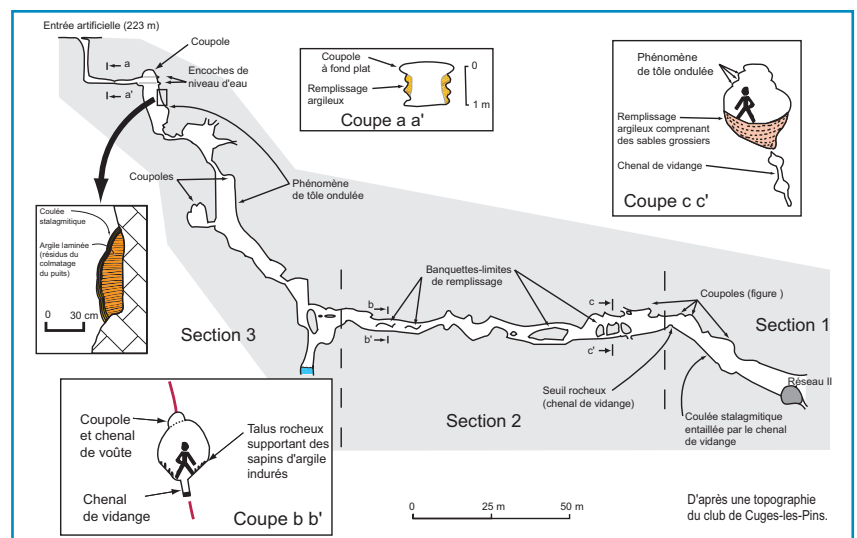 Entrée artificielle (223 m)
a
a'
Coupole
Encoches de
niveau d'eau
Coupole
à fond plat
Remplissage
argileux
0
1 m
Coupe a a'
Phénomène
de tôle ondulée
Remplissage
argileux comprenant
des sables grossiers
Chenal de vidange
Coupe c c'
Coupoles
Phénomène
de tôle ondulée
Coulée
stalagmitique
Argile laminée
(résidus du
colmatage
du puits)
0 30 cm
Section 3
b
b'
Banquettes-limites
de remplissage
c
c'
Coupoles (figure )
Section 1
Réseau II
Seuil rocheux
(chenal de vidange)
Section 2
Coulée stalagmitique
entaillée par le chenal
de vidange
Coupole
et chenal
de voûte
Talus rocheux
supportant des
sapins d'argile
indurés
Chenal
de vidange
Coupe b b'
0 25 m 50 m
D'après une topographie
du club de Cuges-les-Pins.